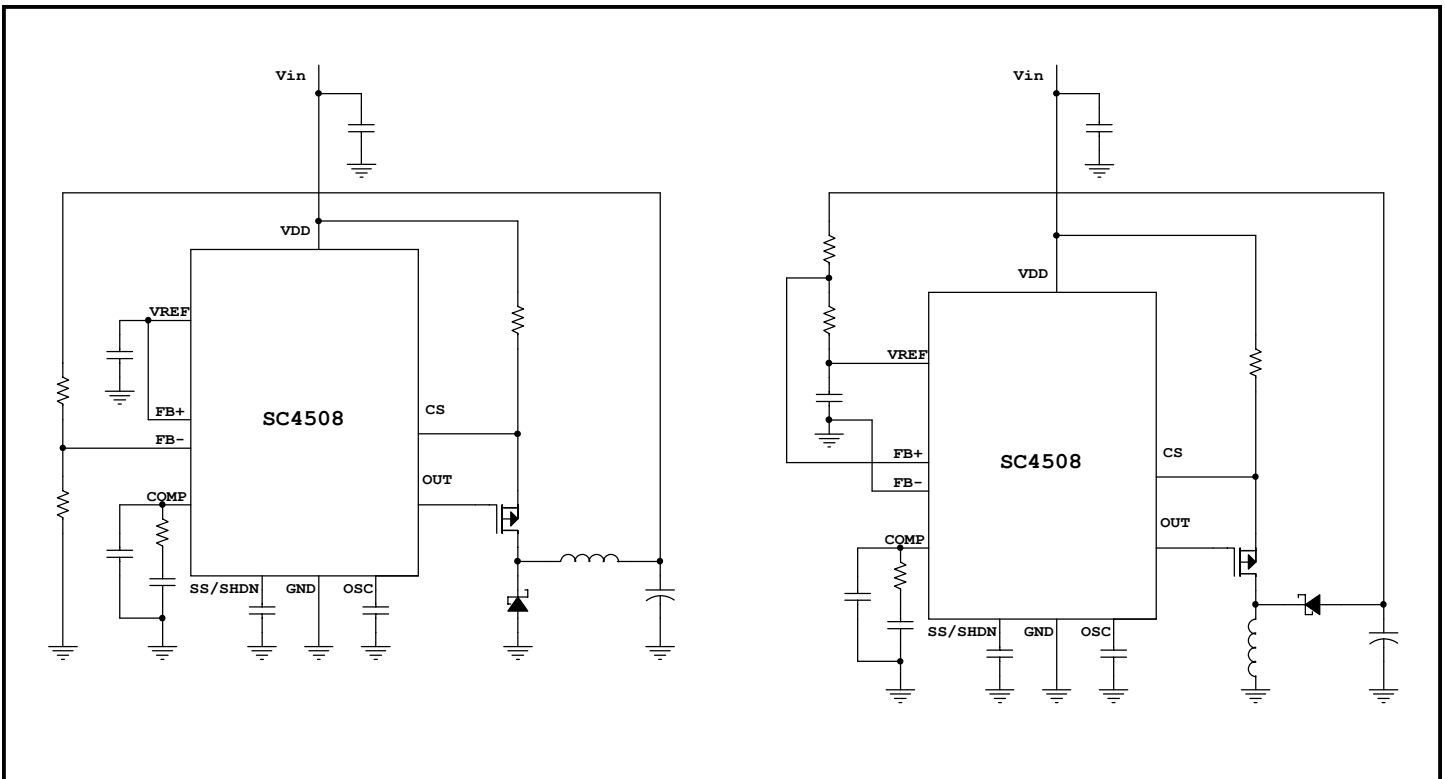 Vin
VDD
VREF
FB+
FB-
COMP
SC4508
CS
OUT
SS/SHDN
GND
OSC
Vin
VDD
VREF
FB+
FB-
COMP
SC4508
CS
OUT
SS/SHDN
GND
OSC